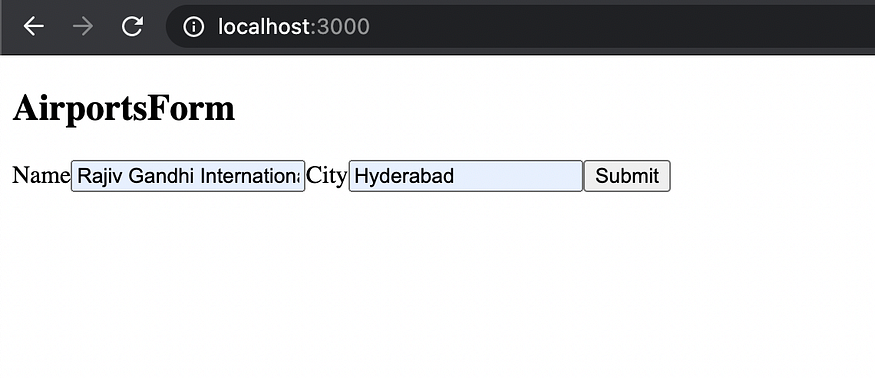 localhost:3000
AirportsForm
Name Rajiv Gandhi Internationa City Hyderabad Submit